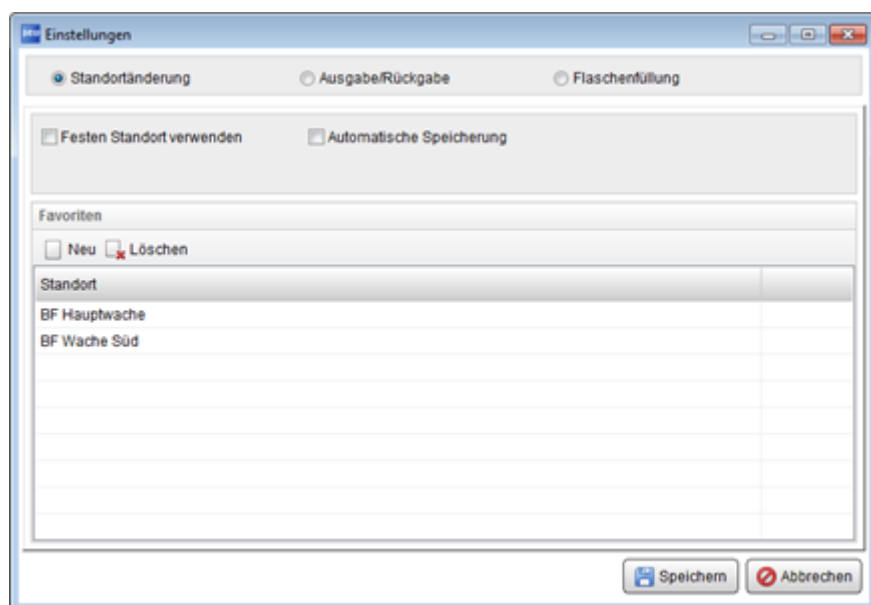 Einstellungen
Standortänderung Ausgabe/Rückgabe Flaschenfüllung
Festen Standort verwenden Automatische Speicherung
Favoriten
Neu Löschen
Standort
BF Hauptwache
BF Wache Süd
Speichern Abbrechen